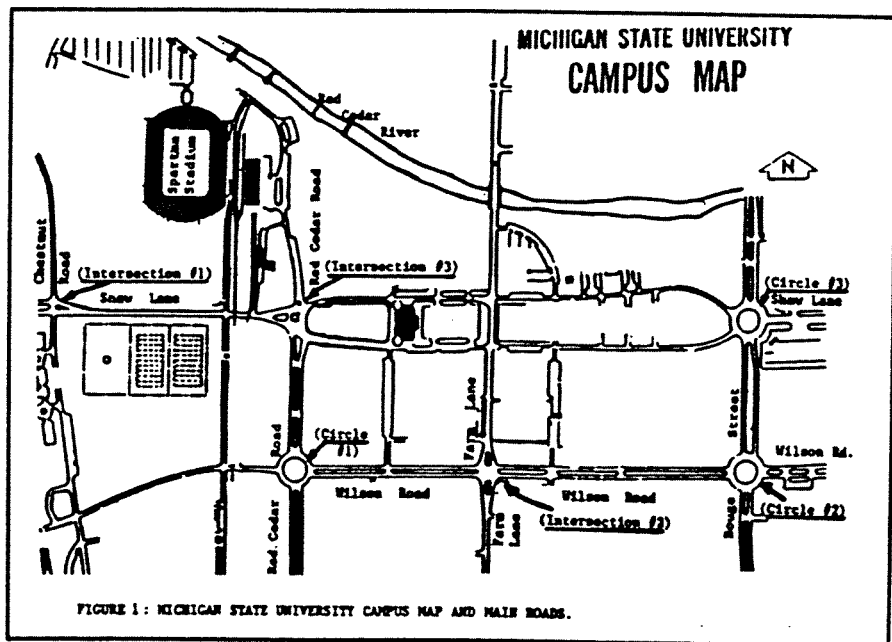 MICHIGAN STATE UNIVERSITY
CAMPUS MAP
Red
Cedar
River
N
Spartan
Stadium
Chestnut
Road
Red Cedar Road
(Intersection #1)
(Intersection #3)
(Circle #3)
Shaw Lane
Shaw Lane
Farm Lane
Street
Road
(Circle
#1)
Wilson Rd.
Wilson Road
Wilson Road
(Circle #2)
(Intersection #2)
Red Cedar
Farm
Lane
Bouge
FIGURE 1: MICHIGAN STATE UNIVERSITY CAMPUS MAP AND MAIN ROADS.